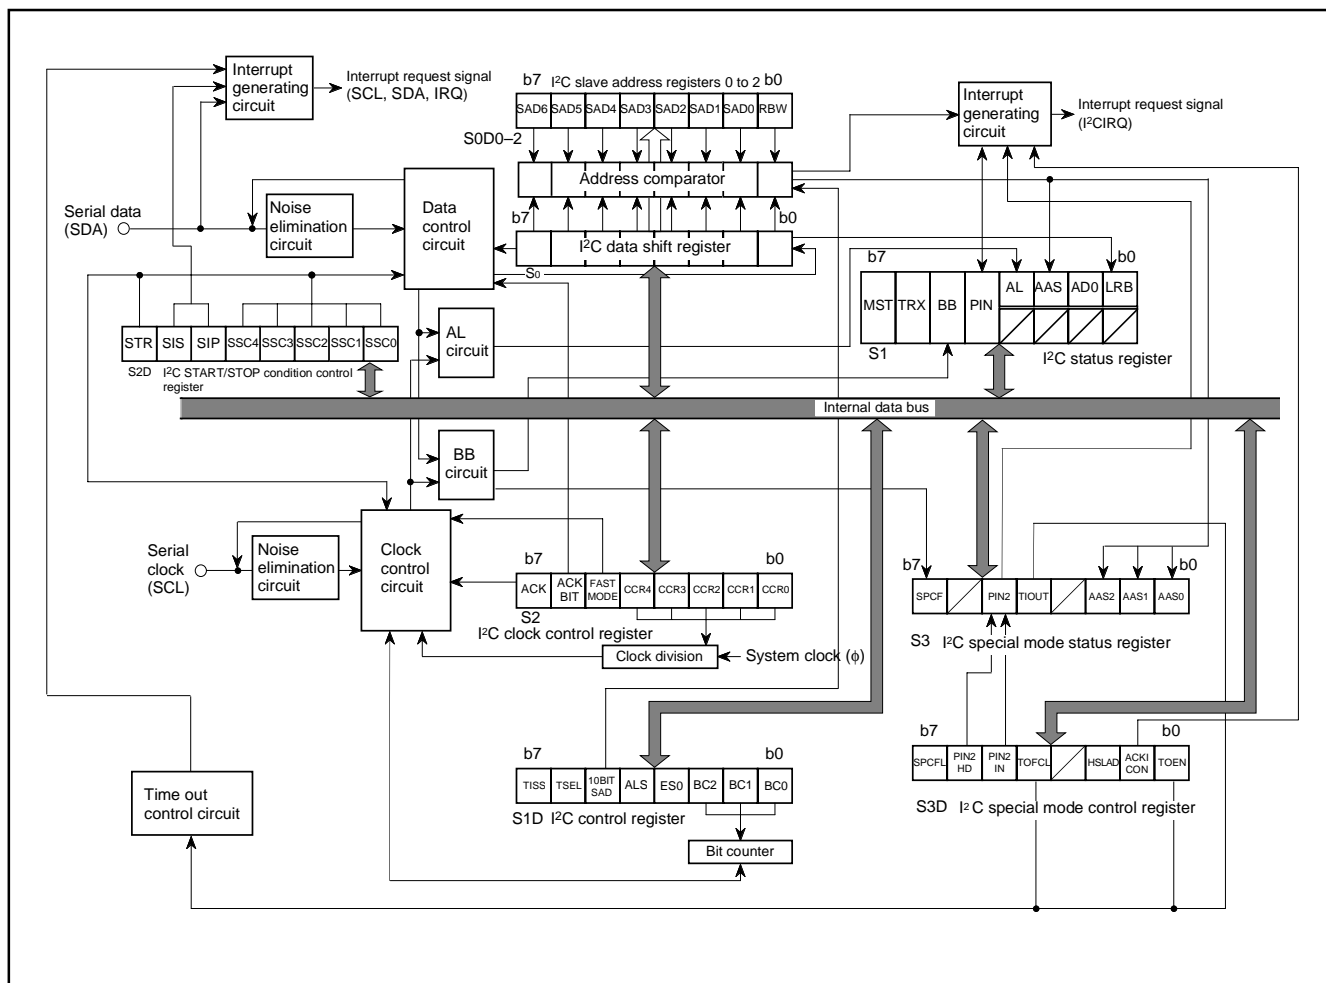 Interrupt
generating
circuit
Interrupt request signal
(SCL, SDA, IRQ)
b7
I²C slave address registers 0 to 2
b0
SAD6
SAD5
SAD4
SAD3
SAD2
SAD1
SAD0
RBW
S0D0–2
Interrupt
generating
circuit
Interrupt request signal
(I²CIRQ)
Address comparator
Serial data
(SDA)
Noise
elimination
circuit
Data
control
circuit
b7
b0
I²C data shift register
S0
b7
b0
MST
TRX
BB
PIN
AL
AAS
AD0
LRB
S1
I²C status register
STR
SIS
SIP
SSC4
SSC3
SSC2
SSC1
SSC0
S2D
I²C START/STOP condition control
register
AL
circuit
Internal data bus
BB
circuit
Serial
clock
(SCL)
Noise
elimination
circuit
Clock
control
circuit
b7
b0
ACK
ACK
BIT
FAST
MODE
CCR4
CCR3
CCR2
CCR1
CCR0
S2
I²C clock control register
Clock division
System clock (ϕ)
b7
b0
SPCF
PIN2
TIOUT
AAS2
AAS1
AAS0
S3
I²C special mode status register
b7
b0
TISS
TSEL
10BIT
SAD
ALS
ES0
BC2
BC1
BC0
S1D
I²C control register
Bit counter
b7
b0
SPCFL
PIN2
HD
PIN2
IN
TOFCL
HSLAD
ACKI
CON
TOEN
S3D
I²C special mode control register
Time out
control circuit